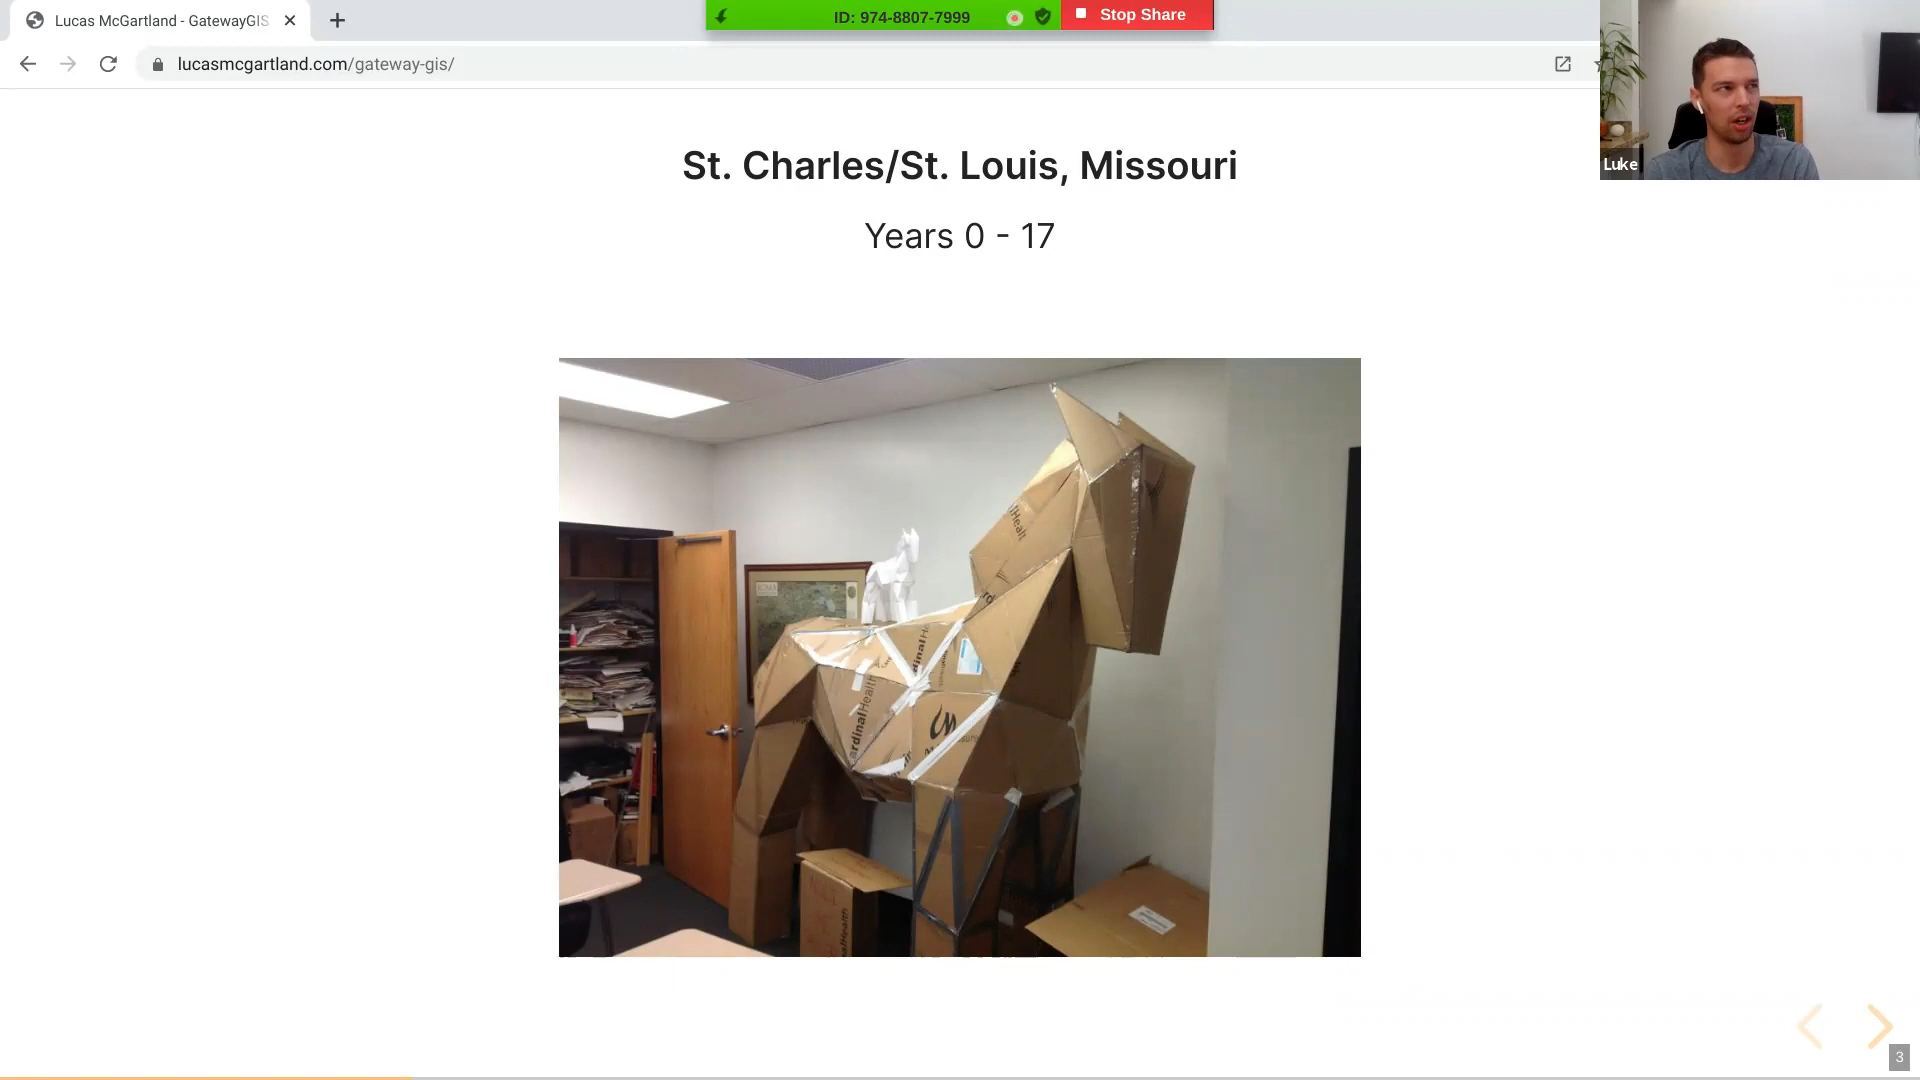 Lucas McGartland - GatewayGIS
ID: 974-8807-7999
Stop Share
lucasmcgartland.com/gateway-gis/
Luke
St. Charles/St. Louis, Missouri
Years 0 - 17
ardinalHealth
3